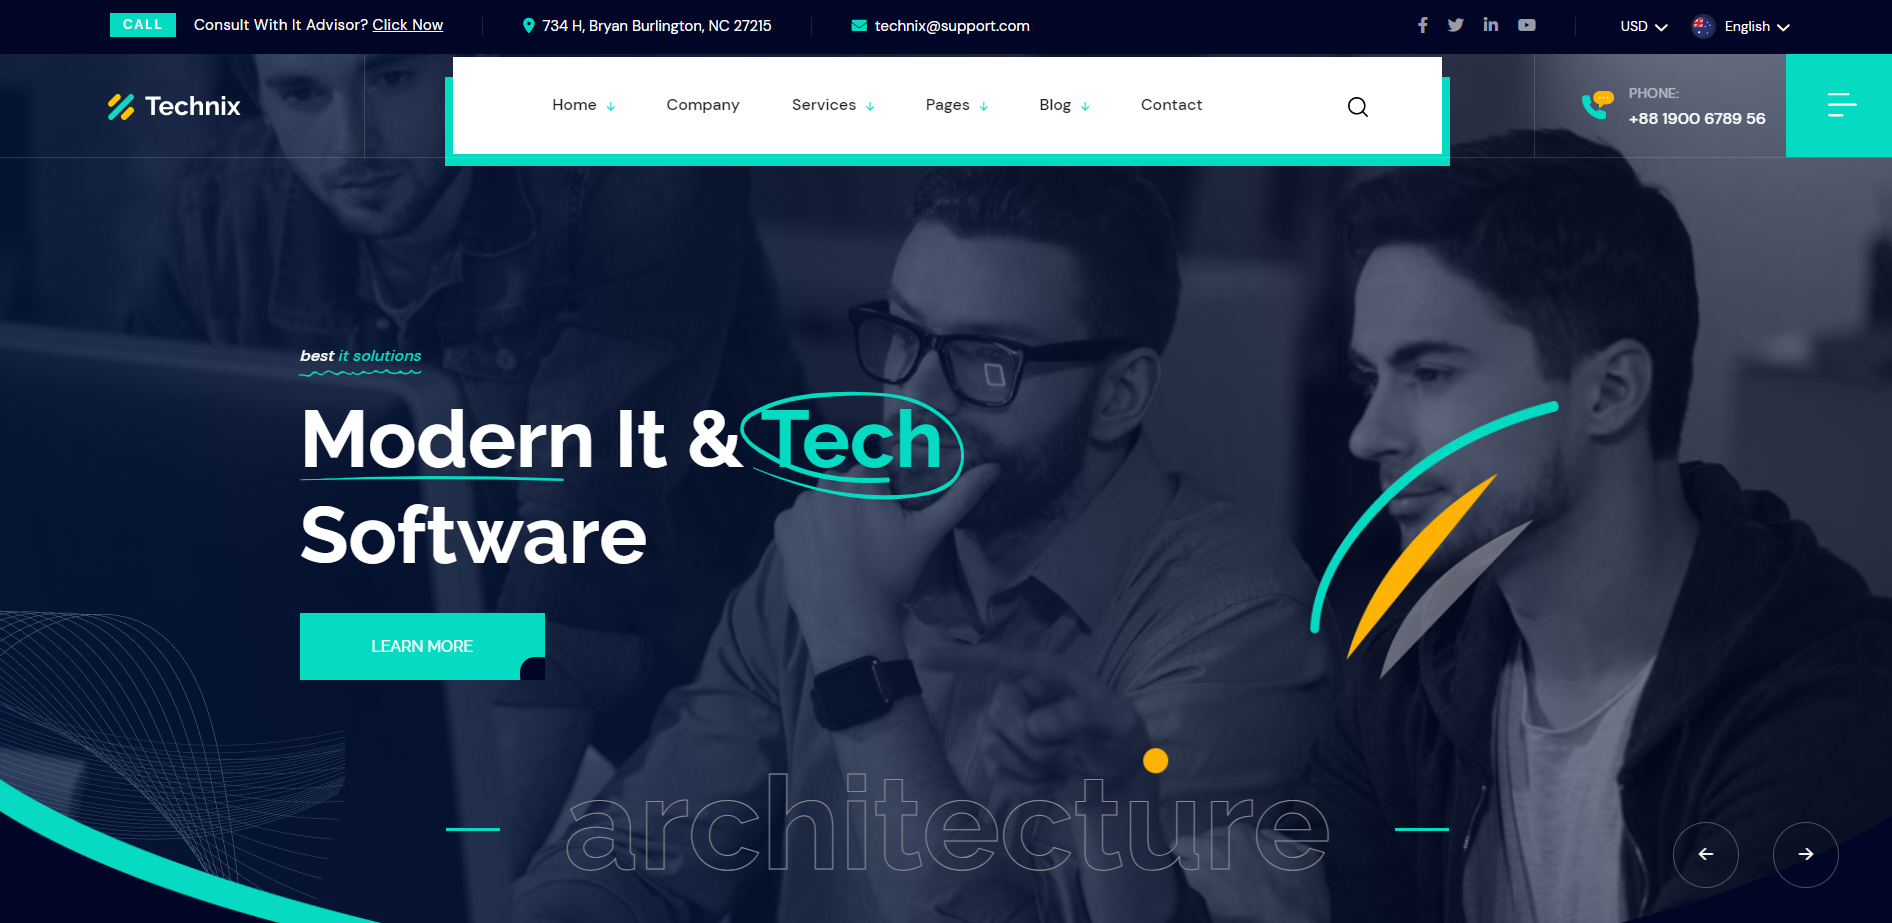 CALL Consult With It Advisor? Click Now 734 H, Bryan Burlington, NC 27215 technix@support.com USD English
Technix Home Company Services Pages Blog Contact PHONE:
+88 1900 6789 56
best it solutions
Modern It & Tech
Software
LEARN MORE
architecture